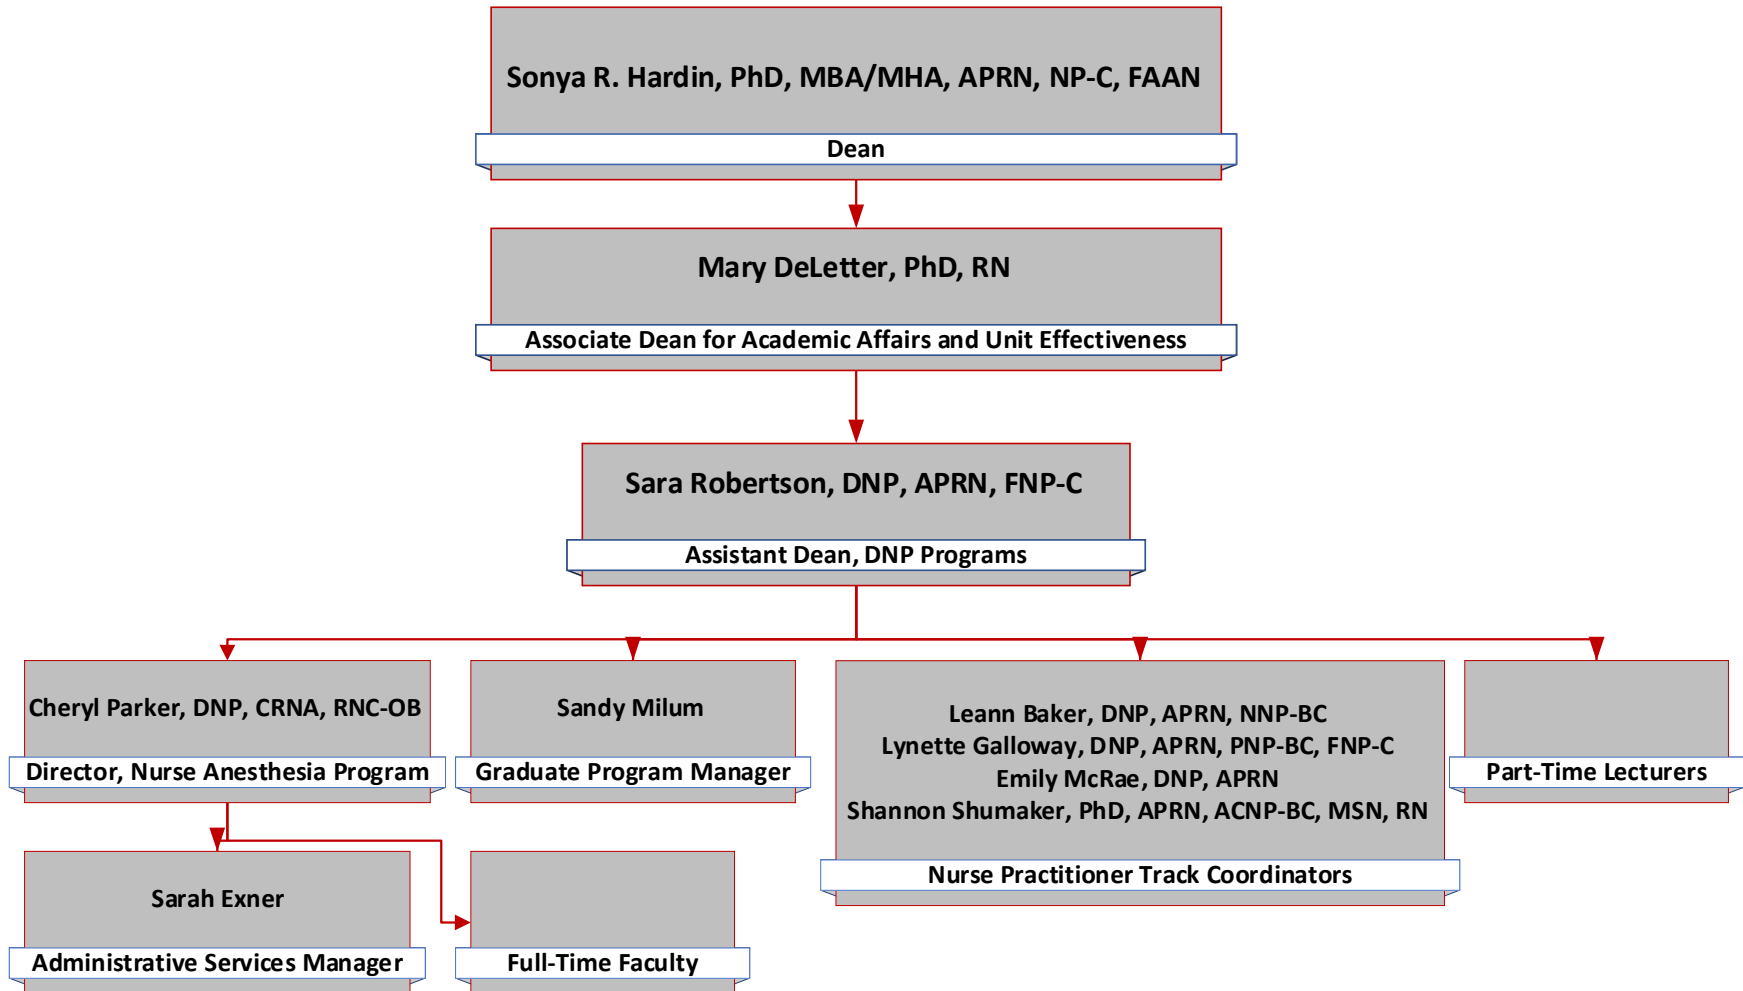 Sonya R. Hardin, PhD, MBA/MHA, APRN, NP-C, FAAN
Dean
Mary DeLetter, PhD, RN
Associate Dean for Academic Affairs and Unit Effectiveness
Sara Robertson, DNP, APRN, FNP-C
Assistant Dean, DNP Programs
Cheryl Parker, DNP, CRNA, RNC-OB
Director, Nurse Anesthesia Program
Sandy Milum
Graduate Program Manager
Leann Baker, DNP, APRN, NNP-BC
Lynette Galloway, DNP, APRN, PNP-BC, FNP-C
Emily McRae, DNP, APRN
Shannon Shumaker, PhD, APRN, ACNP-BC, MSN, RN
Nurse Practitioner Track Coordinators
Part-Time Lecturers
Sarah Exner
Administrative Services Manager
Full-Time Faculty